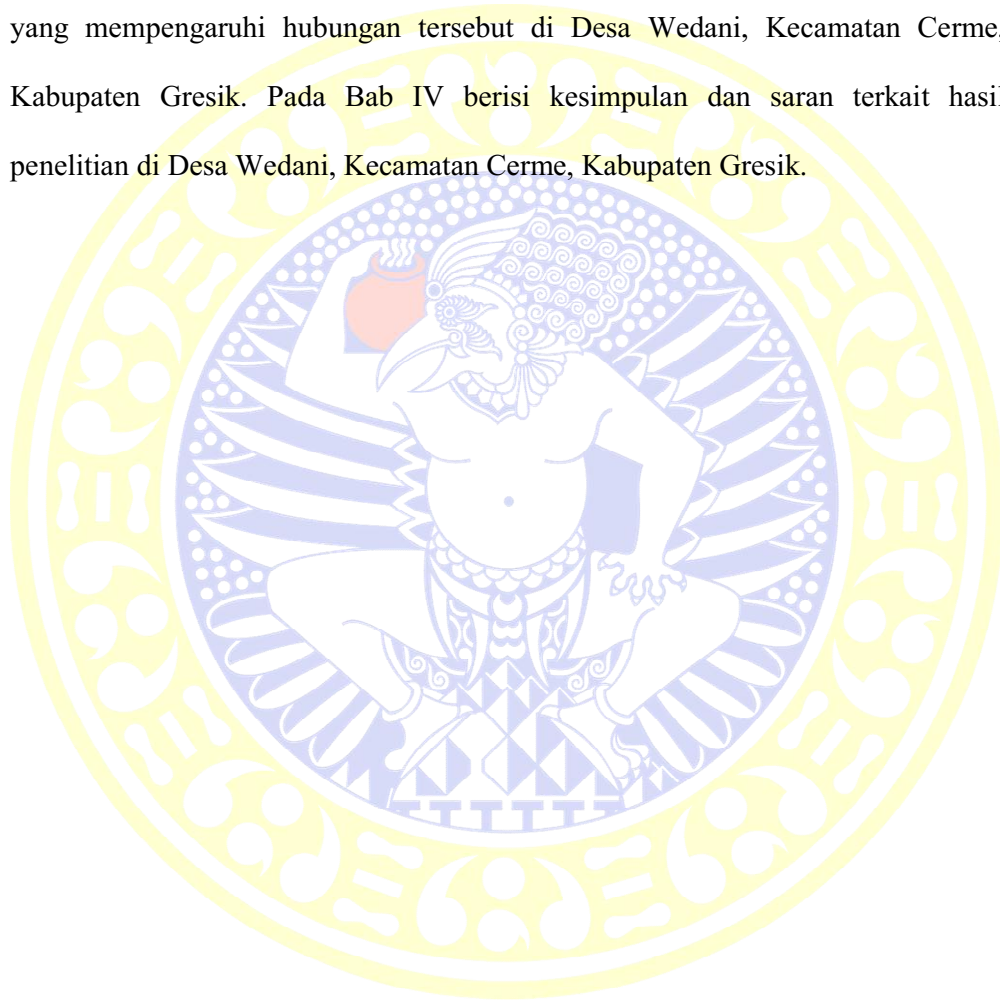 yang mempengaruhi hubungan tersebut di Desa Wedani, Kecamatan Cerme,
Kabupaten Gresik. Pada Bab IV berisi kesimpulan dan saran terkait hasil
penelitian di Desa Wedani, Kecamatan Cerme, Kabupaten Gresik.